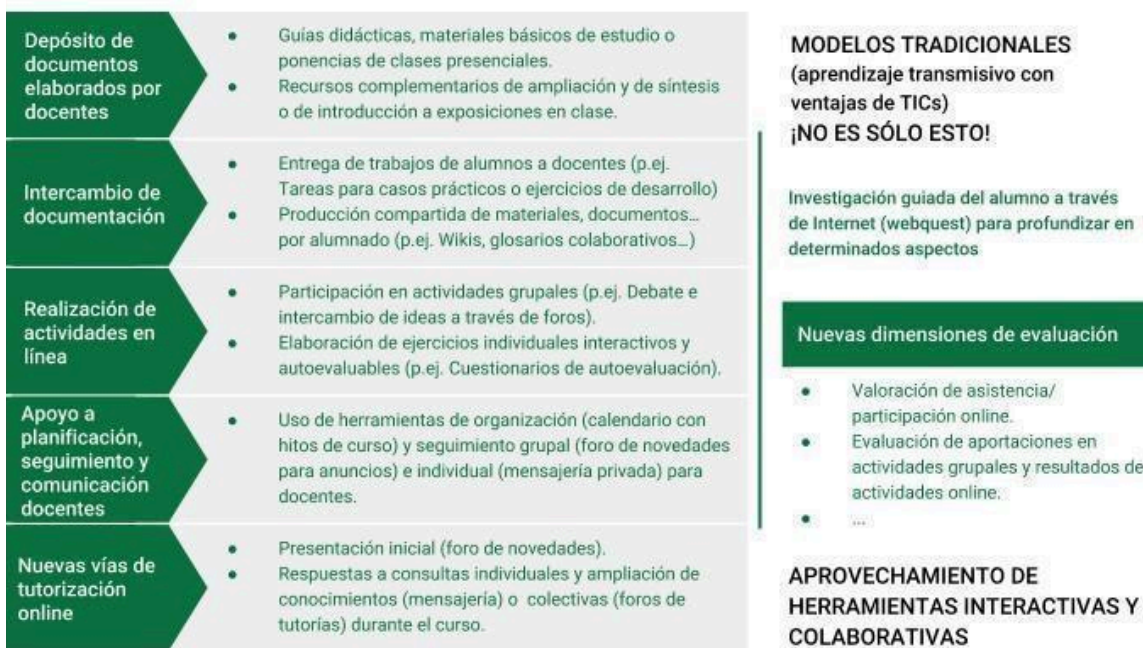 Depósito de
documentos
elaborados por
docentes
• Guías didácticas, materiales básicos de estudio o
ponencias de clases presenciales.
• Recursos complementarios de ampliación y de síntesis
o de introducción a exposiciones en clase.
Intercambio de
documentación
• Entrega de trabajos de alumnos a docentes (p.ej.
Tareas para casos prácticos o ejercicios de desarrollo)
• Producción compartida de materiales, documentos…
por alumnado (p.ej. Wikis, glosarios colaborativos…)
Realización de
actividades en
línea
• Participación en actividades grupales (p.ej. Debate e
intercambio de ideas a través de foros).
• Elaboración de ejercicios individuales interactivos y
autoevaluables (p.ej. Cuestionarios de autoevaluación).
Apoyo a
planificación,
seguimiento y
comunicación
docentes
• Uso de herramientas de organización (calendario con
hitos de curso) y seguimiento grupal (foro de novedades
para anuncios) e individual (mensajería privada) para
docentes.
Nuevas vías de
tutorización
online
• Presentación inicial (foro de novedades).
• Respuestas a consultas individuales y ampliación de
conocimientos (mensajería) o colectivas (foros de
tutorías) durante el curso.
MODELOS TRADICIONALES
(aprendizaje transmisivo con
ventajas de TICs)
¡NO ES SÓLO ESTO!
Investigación guiada del alumno a través
de Internet (webquest) para profundizar en
determinados aspectos
Nuevas dimensiones de evaluación
• Valoración de asistencia/
participación online.
• Evaluación de aportaciones en
actividades grupales y resultados de
actividades online.
• ...
APROVECHAMIENTO DE
HERRAMIENTAS INTERACTIVAS Y
COLABORATIVAS